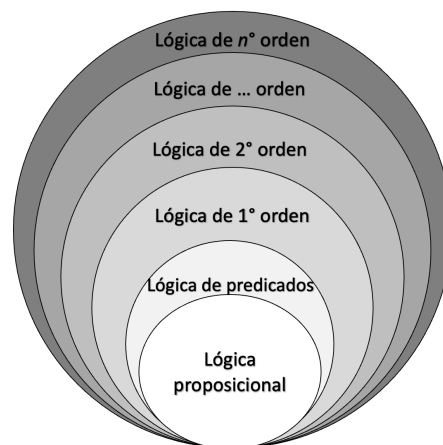 Lógica de n° orden
Lógica de ... orden
Lógica de 2° orden
Lógica de 1° orden
Lógica de predicados
Lógica
proposicional